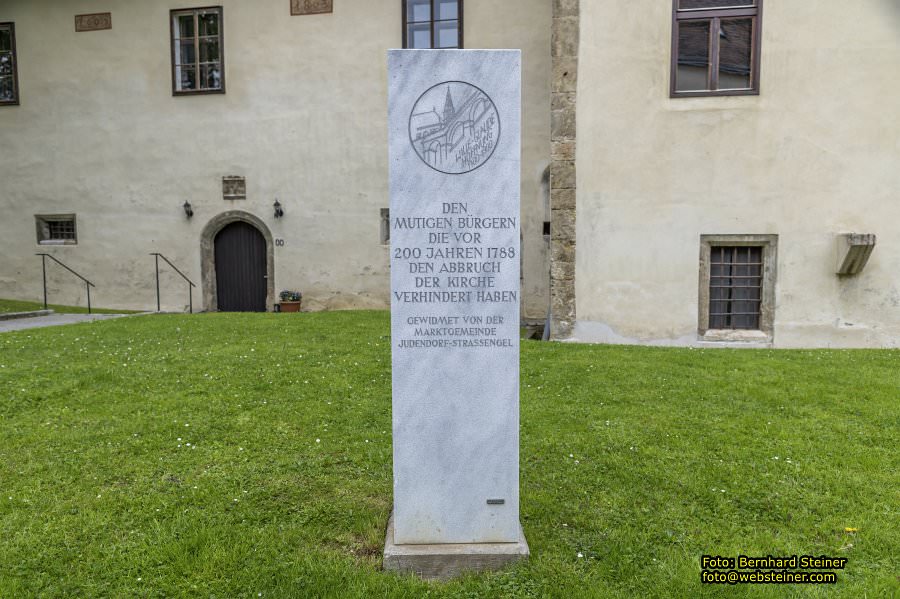 DEN
MUTIGEN BÜRGERN
DIE VOR
200 JAHREN 1788
DEN ABBRUCH
DER KIRCHE
VERHINDERT HABEN
GEWIDMET VON DER
MARKTGEMEINDE
JUDENDORF-STRASSENGEL
Foto: Bernhard Steiner
foto@websteiner.com